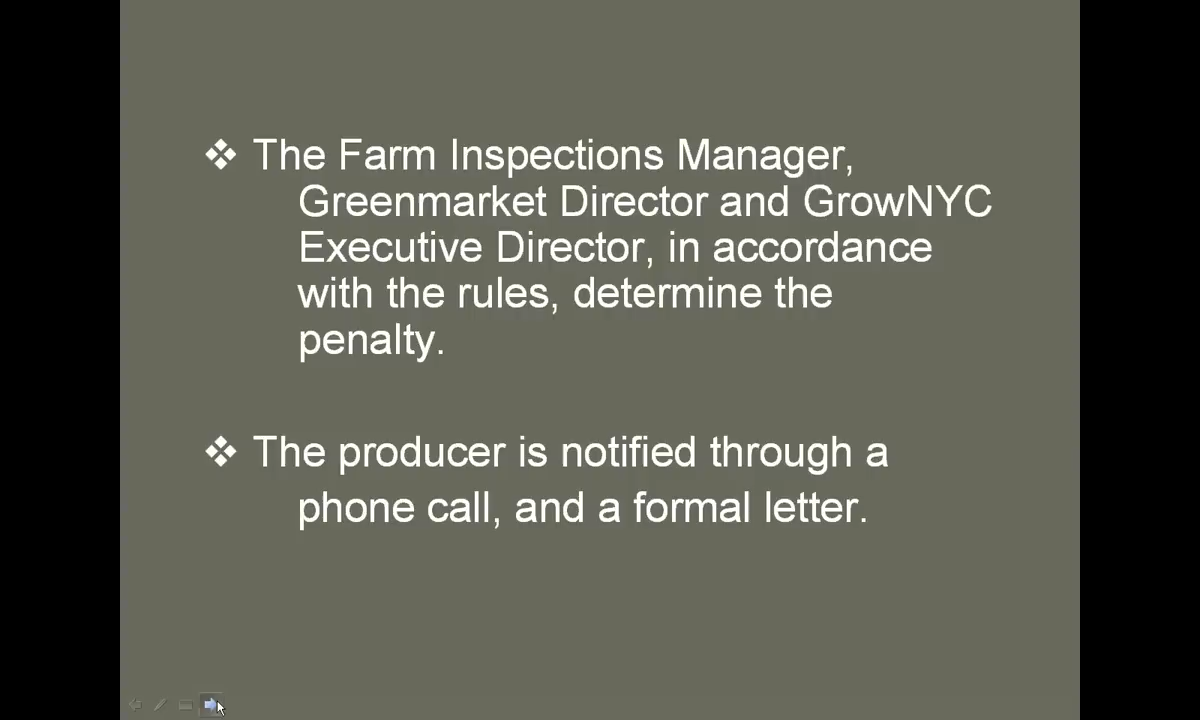 ❖ The Farm Inspections Manager,
Greenmarket Director and GrowNYC
Executive Director, in accordance
with the rules, determine the
penalty.
❖ The producer is notified through a
phone call, and a formal letter.